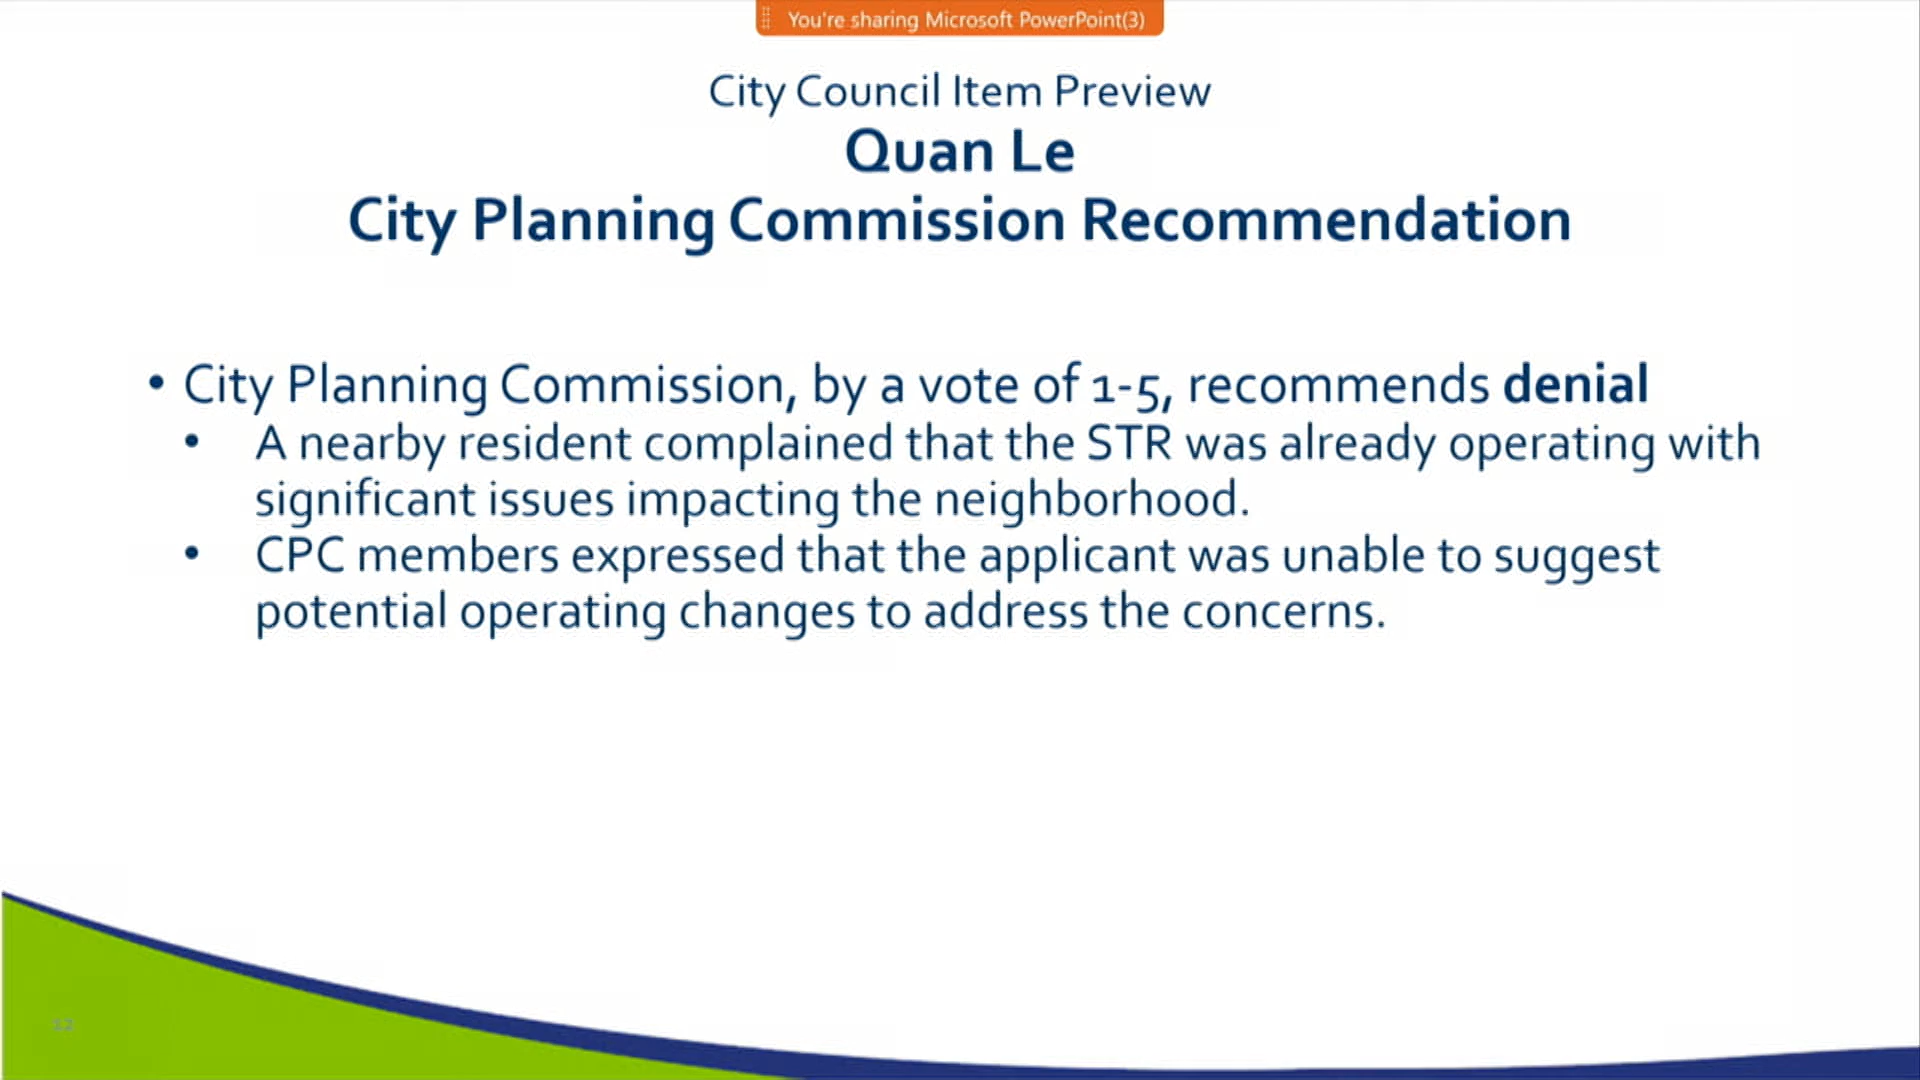 You're sharing Microsoft PowerPoint(3)
City Council Item Preview
Quan Le
City Planning Commission Recommendation
• City Planning Commission, by a vote of 1-5, recommends denial
• A nearby resident complained that the STR was already operating with
significant issues impacting the neighborhood.
• CPC members expressed that the applicant was unable to suggest
potential operating changes to address the concerns.
12